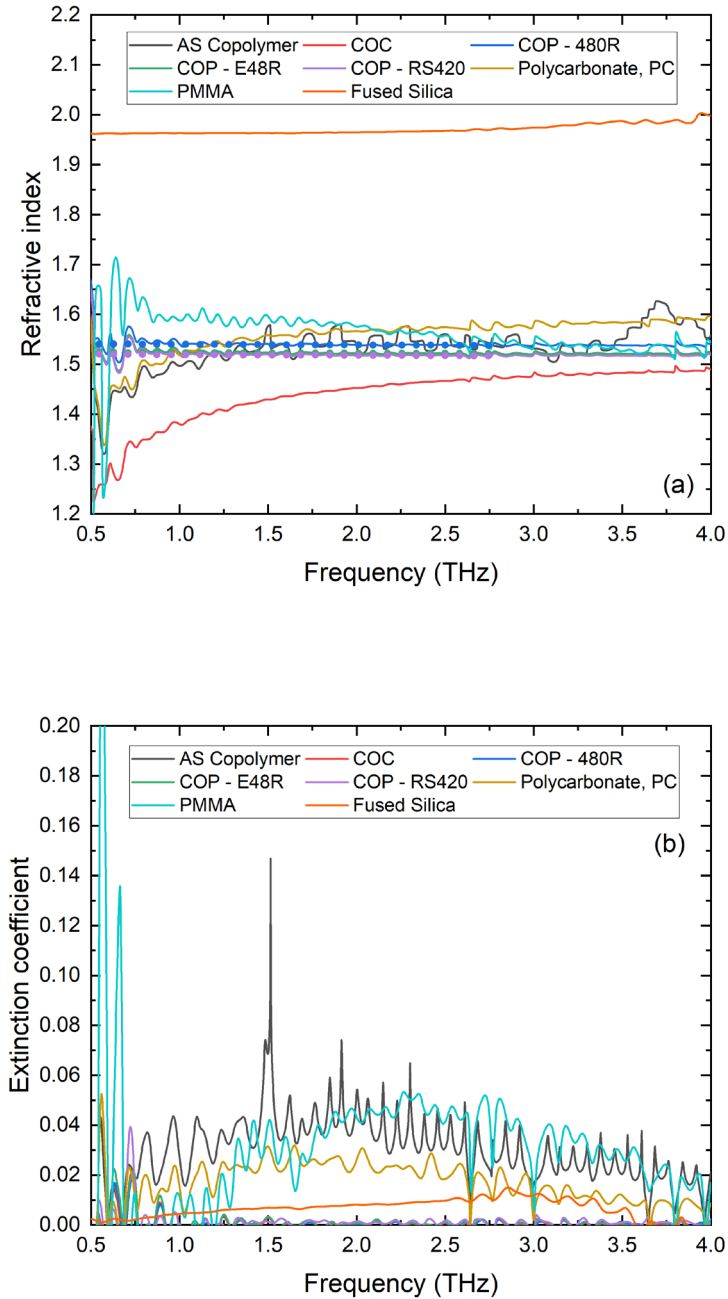 2.2
2.1
2.0
1.9
1.8
1.7
1.6
1.5
1.4
1.3
1.2
Refractive index
AS Copolymer COC COP - 480R
COP - E48R COP - RS420 Polycarbonate, PC
PMMA Fused Silica
(a)
0.5 1.0 1.5 2.0 2.5 3.0 3.5 4.0
Frequency (THz)
0.20
0.18
0.16
0.14
0.12
0.10
0.08
0.06
0.04
0.02
0.00
Extinction coefficient
AS Copolymer COC COP - 480R
COP - E48R COP - RS420 Polycarbonate, PC
PMMA Fused Silica
(b)
0.5 1.0 1.5 2.0 2.5 3.0 3.5 4.0
Frequency (THz)